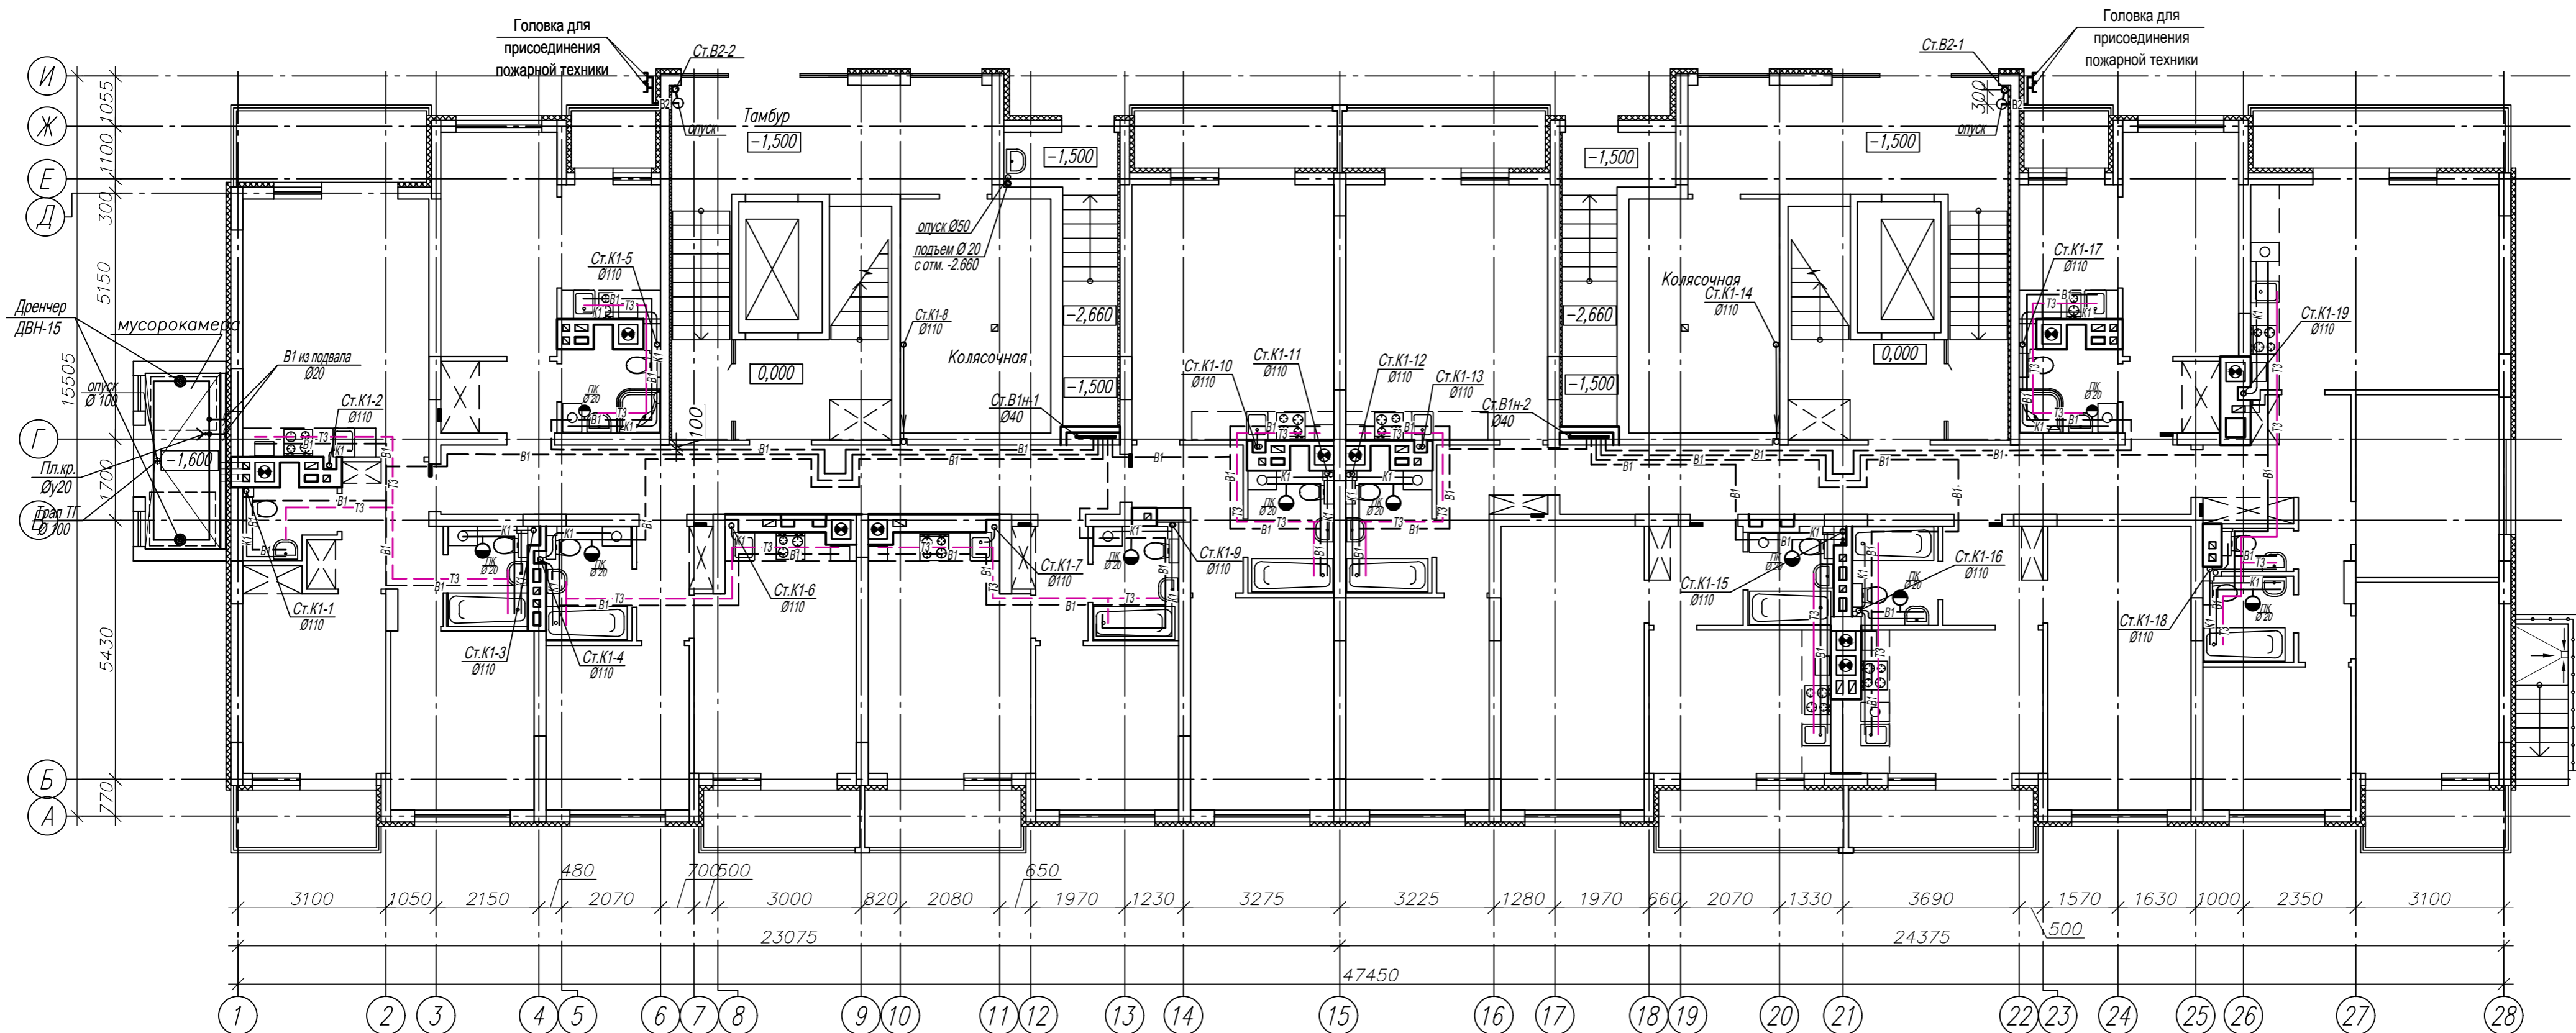 Головка для
присоединения
пожарной техники
Ст.В2-2
Ст.В2-1
Головка для
присоединения
пожарной техники
И
Ж
Е
Д
Г
Б
А
1055
1100
300
5150
15505
1700
5430
770
В2
опуск
Тамбур
-1,500
-1,500
-1,500
-1,500
В2
300
опуск
опуск Ø50
подъем Ø 20
с отм. -2.660
Ст.К1-5
Ø110
Ст.К1-8
Ø110
Колясочная
0,000
-2,660
-1,500
-2,660
-1,500
Колясочная
Ст.К1-14
Ø110
0,000
Ст.К1-17
Ø110
Ст.К1-19
Ø110
Дренчер
ДВН-15
мусорокамера
В1 из подвала
Ø20
опуск
Ø 100
Ст.К1-2
Ø110
Пл.кр.
Øу20
-1,600
Трап ТГ
Ø 100
100
Ст.В1н-1
Ø40
Ст.К1-10
Ø110
Ст.К1-11
Ø110
Ст.К1-12
Ø110
Ст.К1-13
Ø110
Ст.В1н-2
Ø40
Ст.К1-1
Ø110
Ст.К1-3
Ø110
Ст.К1-4
Ø110
Ст.К1-6
Ø110
Ст.К1-7
Ø110
Ст.К1-9
Ø110
Ст.К1-15
Ø110
Ст.К1-16
Ø110
Ст.К1-18
Ø110
ПК
Ø 20
В1
Т3
К1
480
700
500
650
3100
1050
2150
2070
3000
820
2080
1970
1230
3275
3225
1280
1970
660
2070
1330
3690
1570
1630
1000
2350
3100
500
23075
24375
47450
1
2
3
4
5
6
7
8
9
10
11
12
13
14
15
16
17
18
19
20
21
22
23
24
25
26
27
28